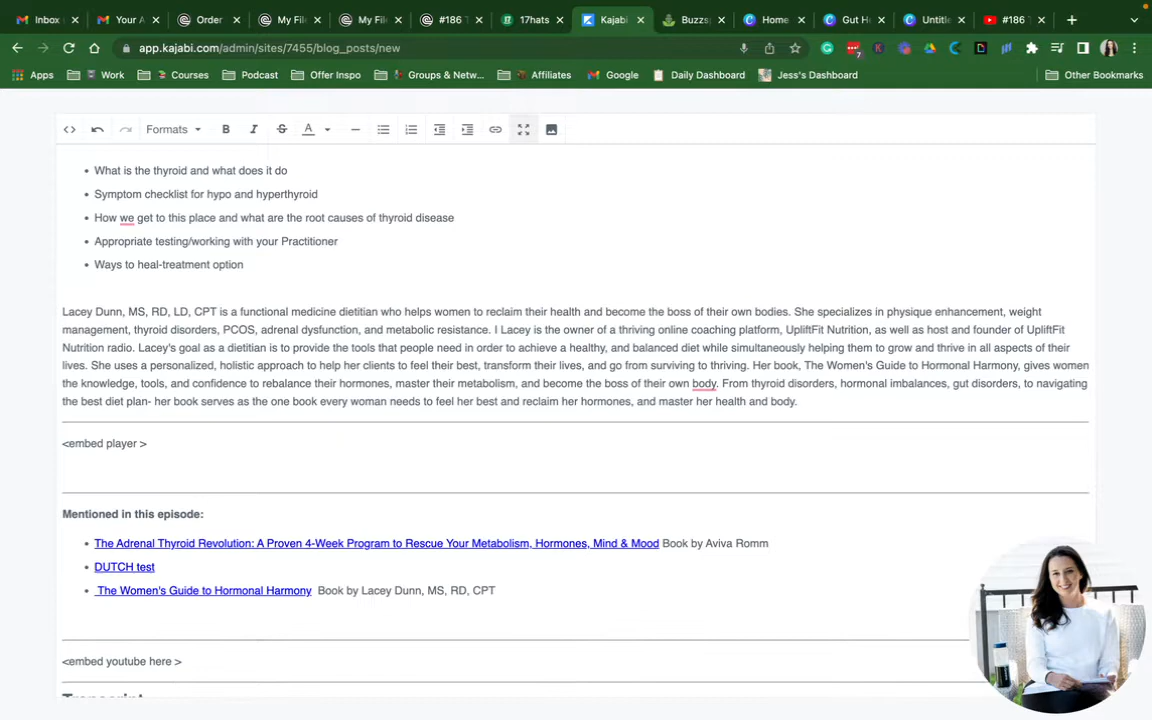 Inbox
Your A
Order
My File
My File
#186
17hats
Kajabi
Buzzs
Home
Gut H
Untitle
#186
app.kajabi.com/admin/sites/7455/blog_posts/new
Apps
Work
Courses
Podcast
Offer Inspo
Groups & Netw...
Affiliates
Google
Daily Dashboard
Jess's Dashboard
Other Bookmarks
Formats
B
I
S
A
• What is the thyroid and what does it do
• Symptom checklist for hypo and hyperthyroid
• How we get to this place and what are the root causes of thyroid disease
• Appropriate testing/working with your Practitioner
• Ways to heal-treatment option
Lacey Dunn, MS, RD, LD, CPT is a functional medicine dietitian who helps women to reclaim their health and become the boss of their own bodies. She specializes in physique enhancement, weight
management, thyroid disorders, PCOS, adrenal dysfunction, and metabolic resistance. I Lacey is the owner of a thriving online coaching platform, UpliftFit Nutrition, as well as host and founder of UpliftFit
Nutrition radio. Lacey's goal as a dietitian is to provide the tools that people need in order to achieve a healthy, and balanced diet while simultaneously helping them to grow and thrive in all aspects of their
lives. She uses a personalized, holistic approach to help her clients to feel their best, transform their lives, and go from surviving to thriving. Her book, The Women's Guide to Hormonal Harmony, gives women
the knowledge, tools, and confidence to rebalance their hormones, master their metabolism, and become the boss of their own body. From thyroid disorders, hormonal imbalances, gut disorders, to navigating
the best diet plan- her book serves as the one book every woman needs to feel her best and reclaim her hormones, and master her health and body.
<embed player >
Mentioned in this episode:
• The Adrenal Thyroid Revolution: A Proven 4-Week Program to Rescue Your Metabolism, Hormones, Mind & Mood Book by Aviva Romm
• DUTCH test
• The Women's Guide to Hormonal Harmony Book by Lacey Dunn, MS, RD, CPT
<embed youtube here >
Transcript